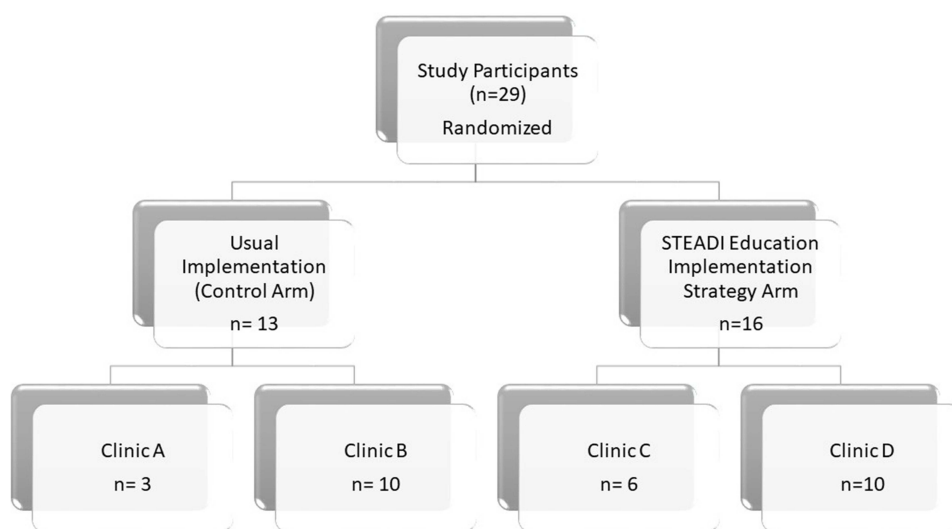 Study Participants
(n=29)
Randomized
Usual
Implementation
(Control Arm)
n= 13
STEADI Education
Implementation
Strategy Arm
n=16
Clinic A
n= 3
Clinic B
n= 10
Clinic C
n= 6
Clinic D
n=10